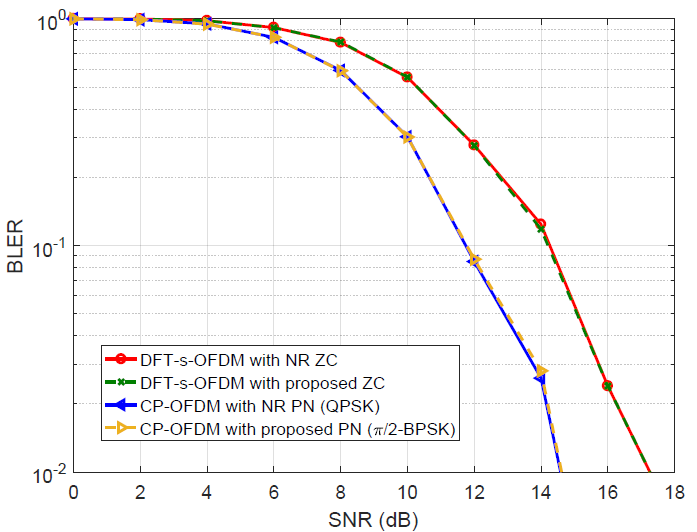 10^0
10^-1
10^-2
BLER
DFT-s-OFDM with NR ZC
DFT-s-OFDM with proposed ZC
CP-OFDM with NR PN (QPSK)
CP-OFDM with proposed PN (π/2-BPSK)
0 2 4 6 8 10 12 14 16 18
SNR (dB)